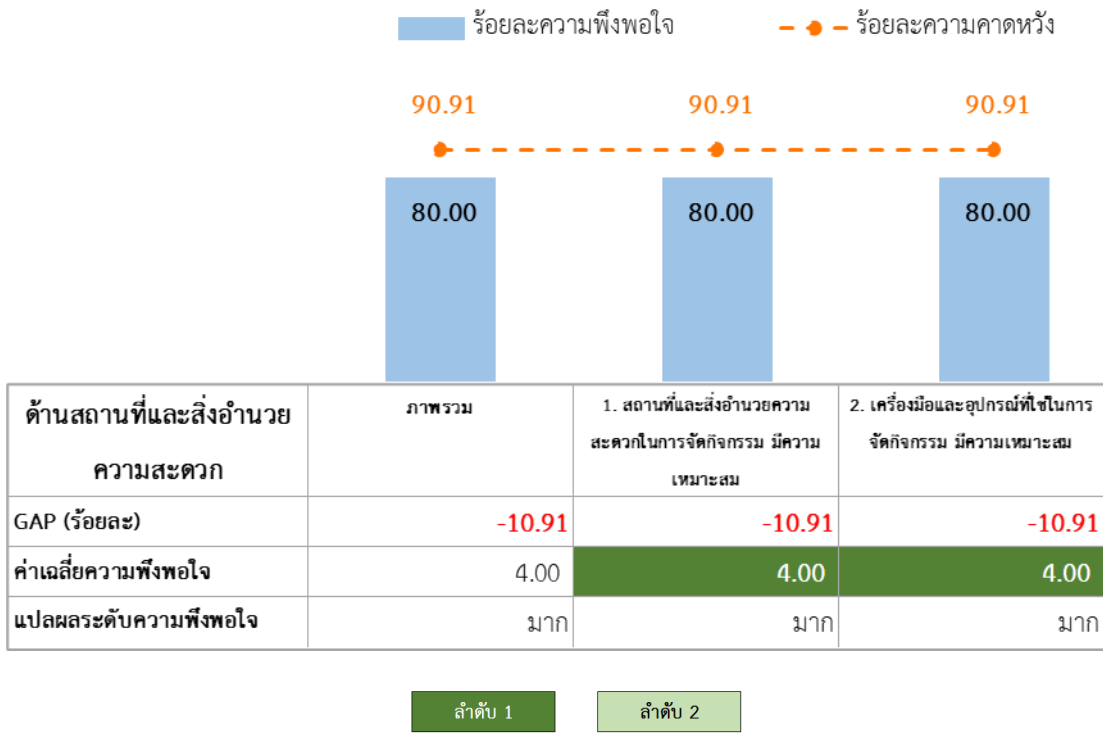 ร้อยละความพึงพอใจ ร้อยละความคาดหวัง
90.91 90.91 90.91
80.00 80.00 80.00
ด้านสถานที่และสิ่งอำนวย
ความสะดวก
ภาพรวม
1. สถานที่และสิ่งอำนวยความ
สะดวกในการจัดกิจกรรม มีความ
เหมาะสม
2. เครื่องมือและอุปกรณ์ที่ใช้ในการ
จัดกิจกรรม มีความเหมาะสม
GAP (ร้อยละ) -10.91 -10.91 -10.91
ค่าเฉลี่ยความพึงพอใจ 4.00 4.00 4.00
แปลผลระดับความพึงพอใจ มาก มาก มาก
ลำดับ 1 ลำดับ 2